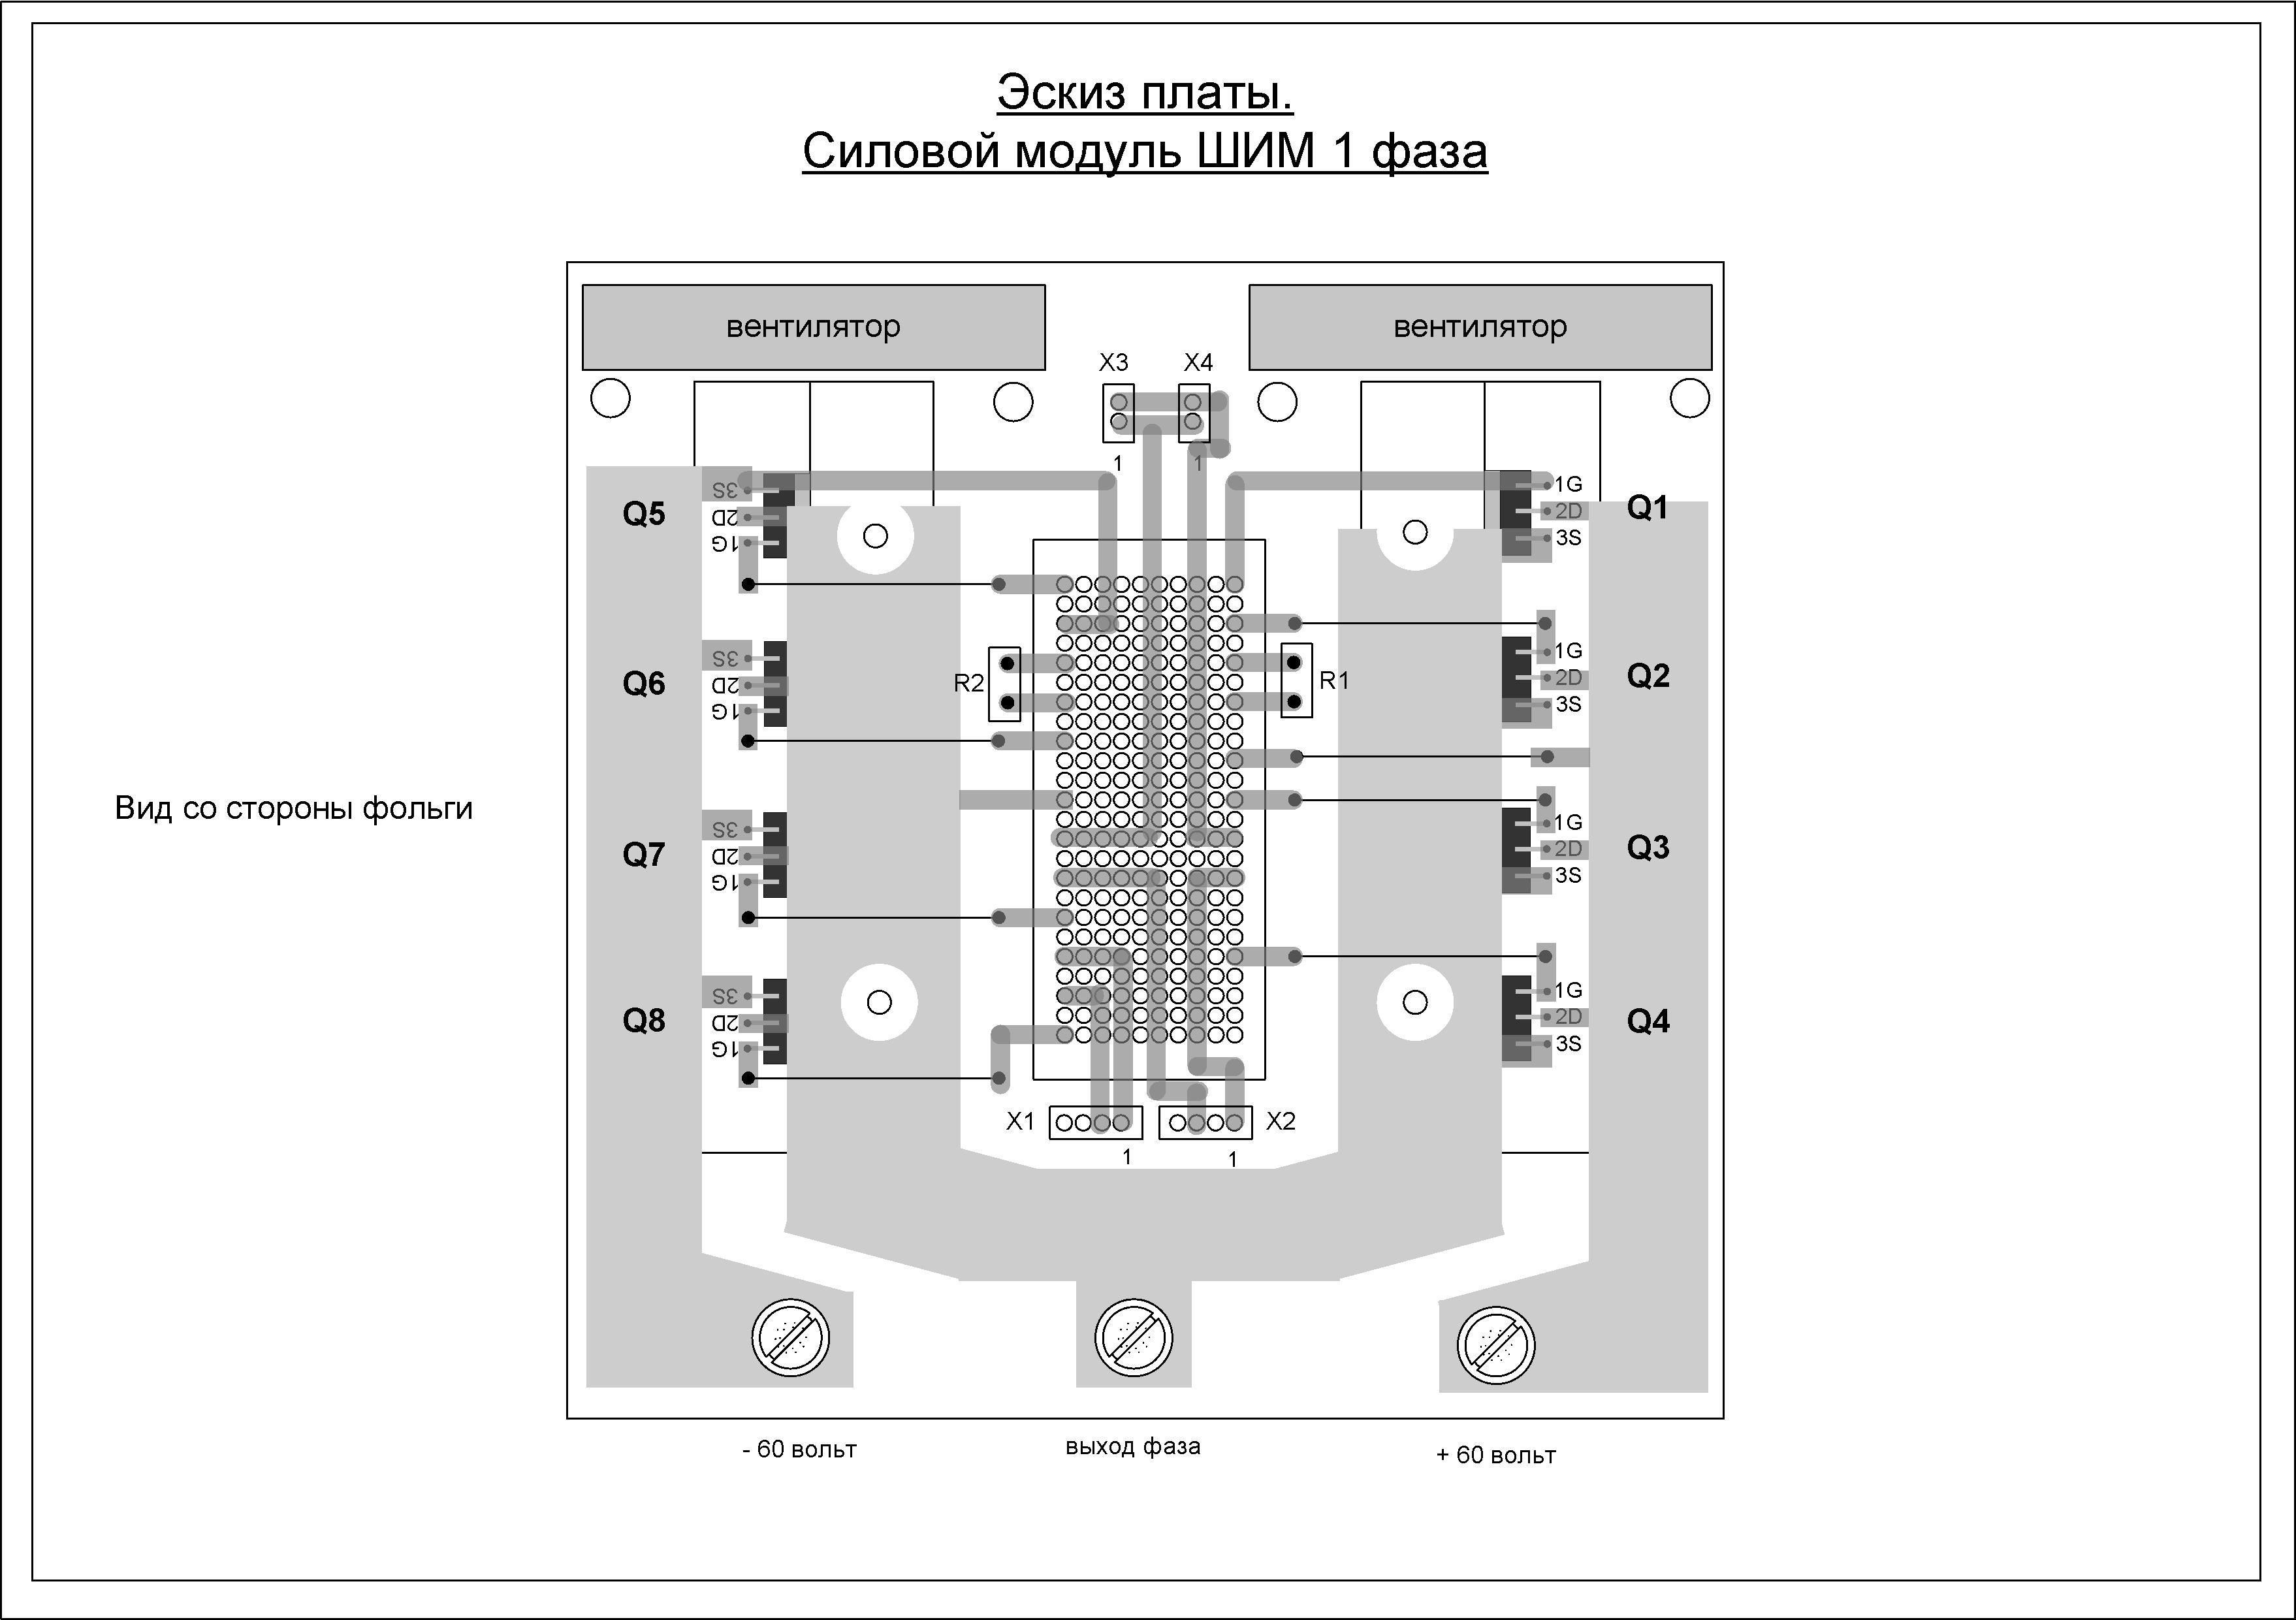 Эскиз платы.
Силовой модуль ШИМ 1 фаза
вентилятор
вентилятор
X3
X4
1
1
Q5
3S
2D
1G
1G
2D
3S
Q1
Q6
3S
2D
1G
R2
R1
1G
2D
3S
Q2
Вид со стороны фольги
Q7
3S
2D
1G
1G
2D
3S
Q3
Q8
3S
2D
1G
1G
2D
3S
Q4
X1
X2
1
1
- 60 вольт
выход фаза
+ 60 вольт